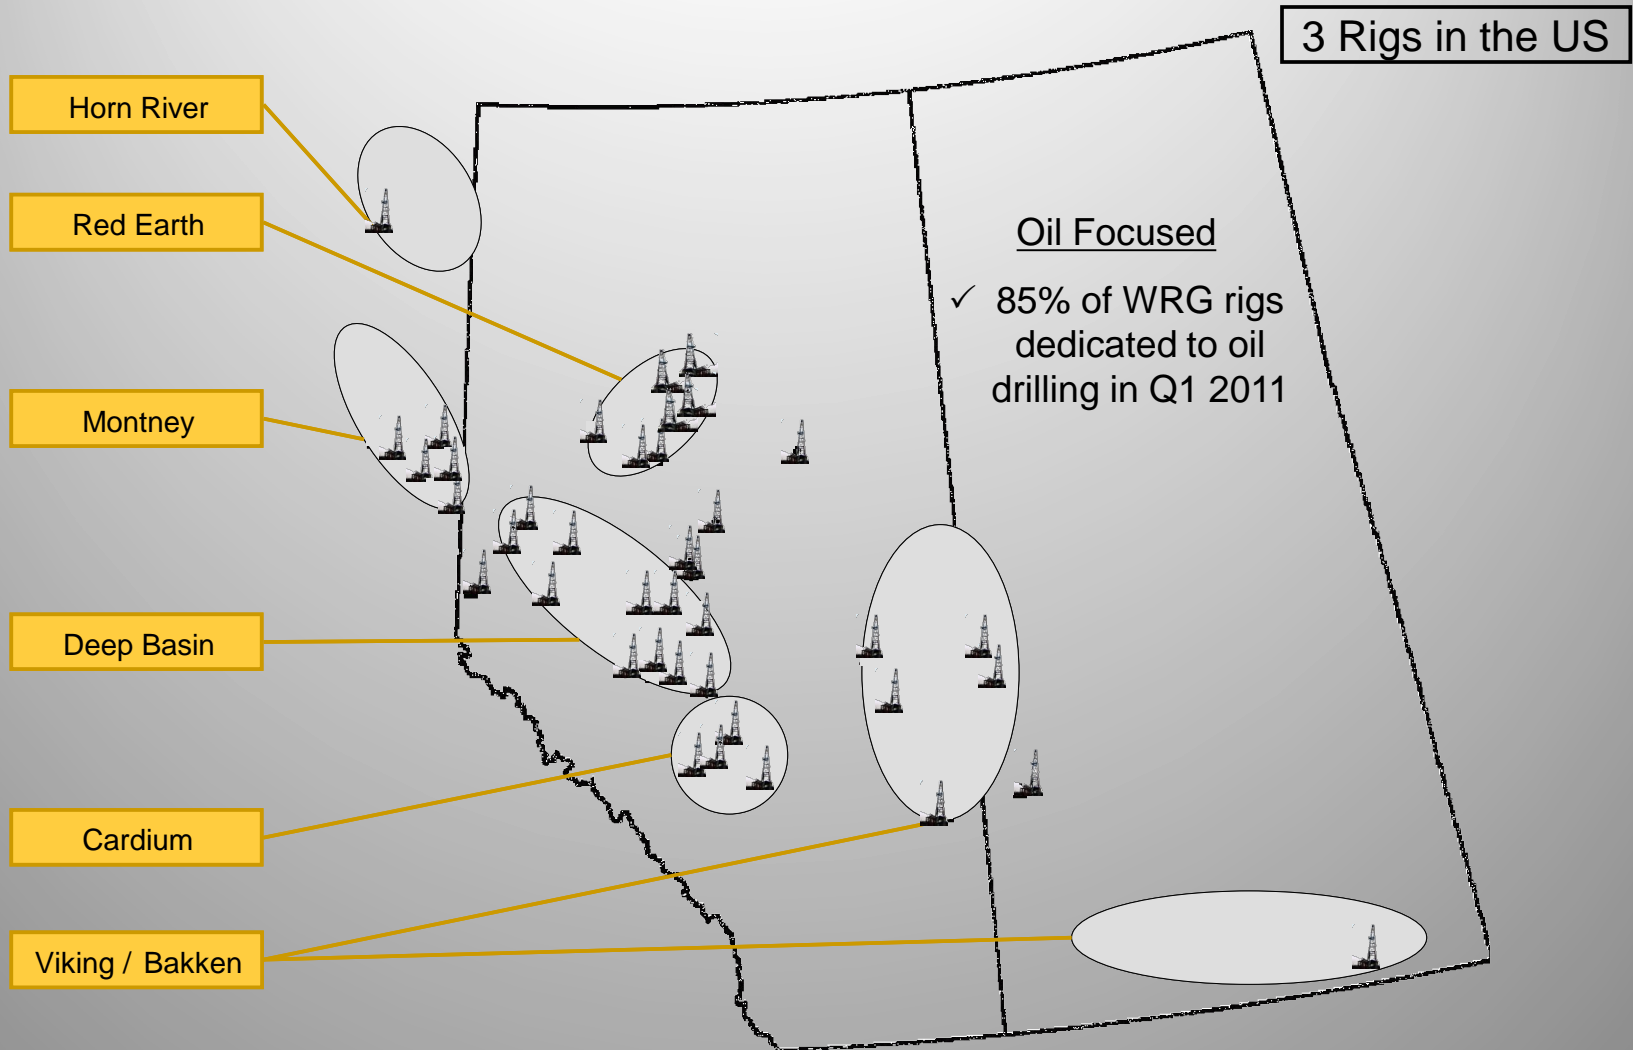 3 Rigs in the US
Horn River
Red Earth
Montney
Deep Basin
Cardium
Viking / Bakken
Oil Focused
✓ 85% of WRG rigs
dedicated to oil
drilling in Q1 2011